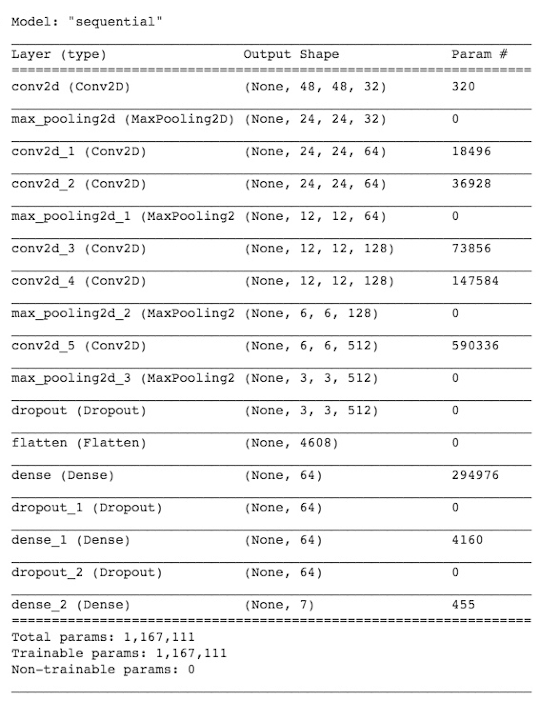 Model: "sequential"
Layer (type) Output Shape Param #
conv2d (Conv2D) (None, 48, 48, 32) 320
max_pooling2d (MaxPooling2D) (None, 24, 24, 32) 0
conv2d_1 (Conv2D) (None, 24, 24, 64) 18496
conv2d_2 (Conv2D) (None, 24, 24, 64) 36928
max_pooling2d_1 (MaxPooling2 (None, 12, 12, 64) 0
conv2d_3 (Conv2D) (None, 12, 12, 128) 73856
conv2d_4 (Conv2D) (None, 12, 12, 128) 147584
max_pooling2d_2 (MaxPooling2 (None, 6, 6, 128) 0
conv2d_5 (Conv2D) (None, 6, 6, 512) 590336
max_pooling2d_3 (MaxPooling2 (None, 3, 3, 512) 0
dropout (Dropout) (None, 3, 3, 512) 0
flatten (Flatten) (None, 4608) 0
dense (Dense) (None, 64) 294976
dropout_1 (Dropout) (None, 64) 0
dense_1 (Dense) (None, 64) 4160
dropout_2 (Dropout) (None, 64) 0
dense_2 (Dense) (None, 7) 455
Total params: 1,167,111
Trainable params: 1,167,111
Non-trainable params: 0